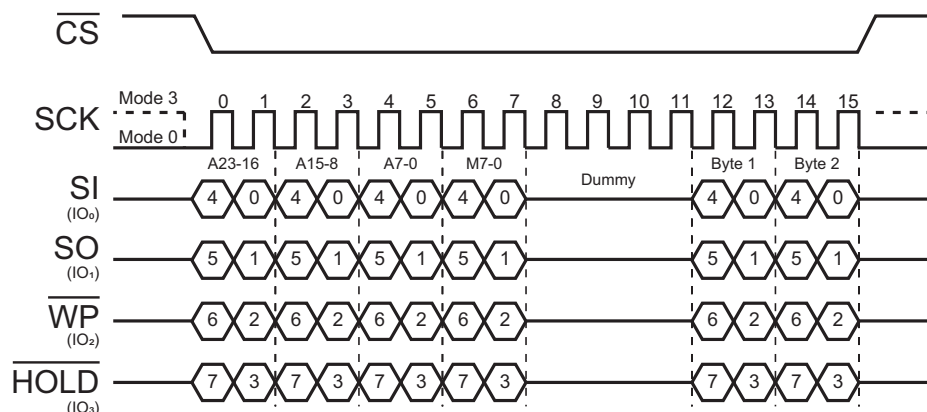 CS
Mode 3
SCK
Mode 0
0 1 2 3 4 5 6 7 8 9 10 11 12 13 14 15
A23-16 A15-8 A7-0 M7-0 Byte 1 Byte 2
SI
(IO₀)
4 0 4 0 4 0 4 0 Dummy 4 0 4 0
SO
(IO₁)
5 1 5 1 5 1 5 1 5 1 5 1
WP
(IO₂)
6 2 6 2 6 2 6 2 6 2 6 2
HOLD
(IO₃)
7 3 7 3 7 3 7 3 7 3 7 3